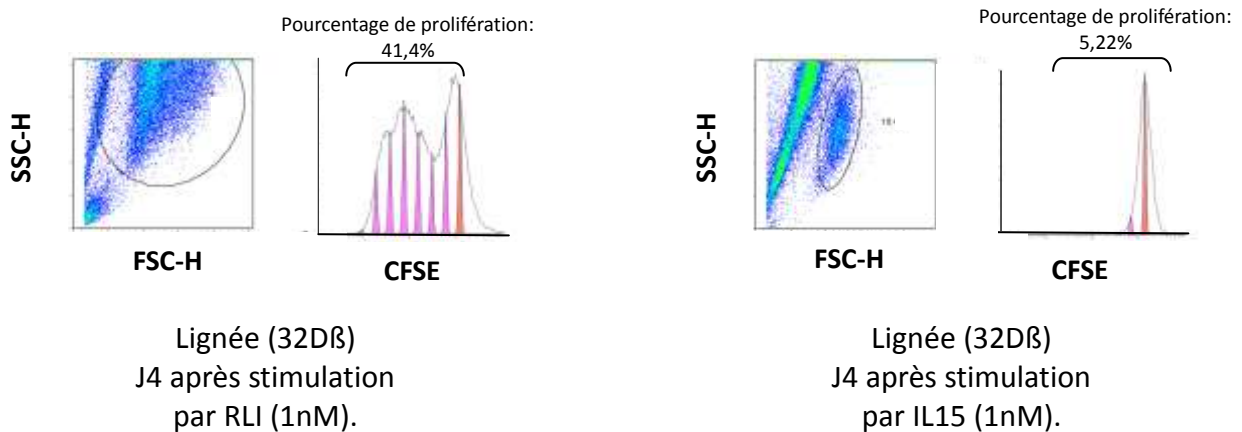 Pourcentage de prolifération:
41,4%
SSC-H
FSC-H
CFSE
Lignée (32Dß)
J4 après stimulation
par RLI (1nM).
Pourcentage de prolifération:
5,22%
SSC-H
FSC-H
CFSE
Lignée (32Dß)
J4 après stimulation
par IL15 (1nM).